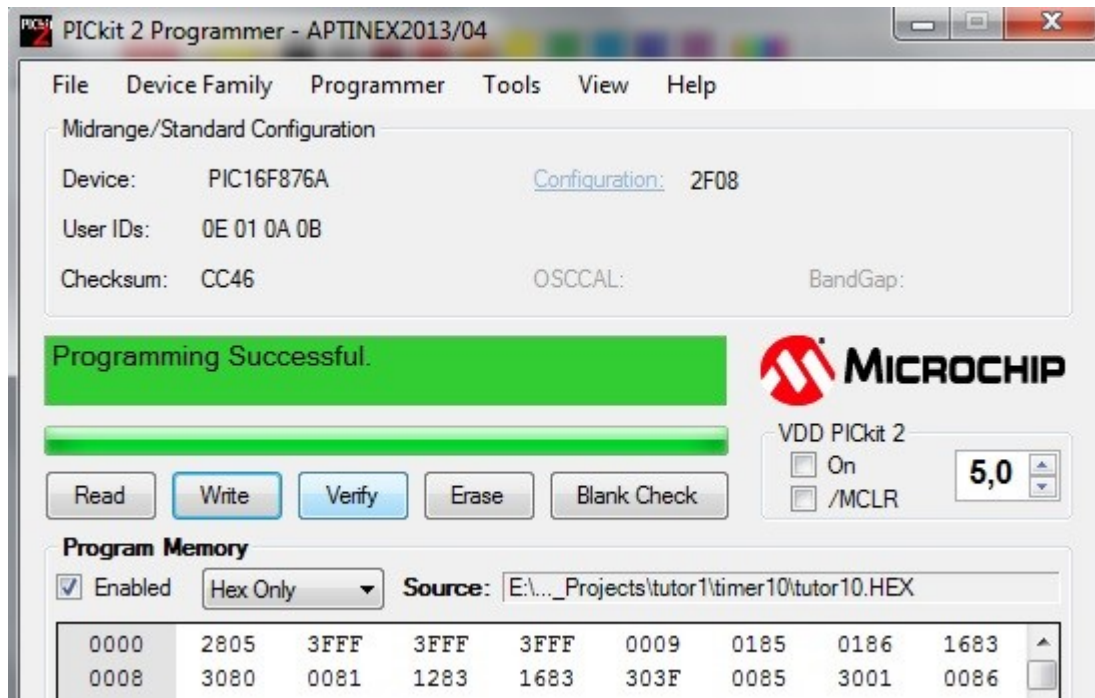 PICkit 2 Programmer - APTINEX2013/04
File Device Family Programmer Tools View Help
Midrange/Standard Configuration
Device: PIC16F876A Configuration: 2F08
User IDs: 0E 01 0A 0B
Checksum: CC46 OSCCAL: BandGap:
Programming Successful.
MICROCHIP
VDD PICkit 2
On
5,0
/MCLR
Read Write Verify Erase Blank Check
Program Memory
Enabled Hex Only Source: E:\..._Projects\tutor1\timer10\tutor10.HEX
0000 2805 3FFF 3FFF 3FFF 0009 0185 0186 1683
0008 3080 0081 1283 1683 303F 0085 3001 0086